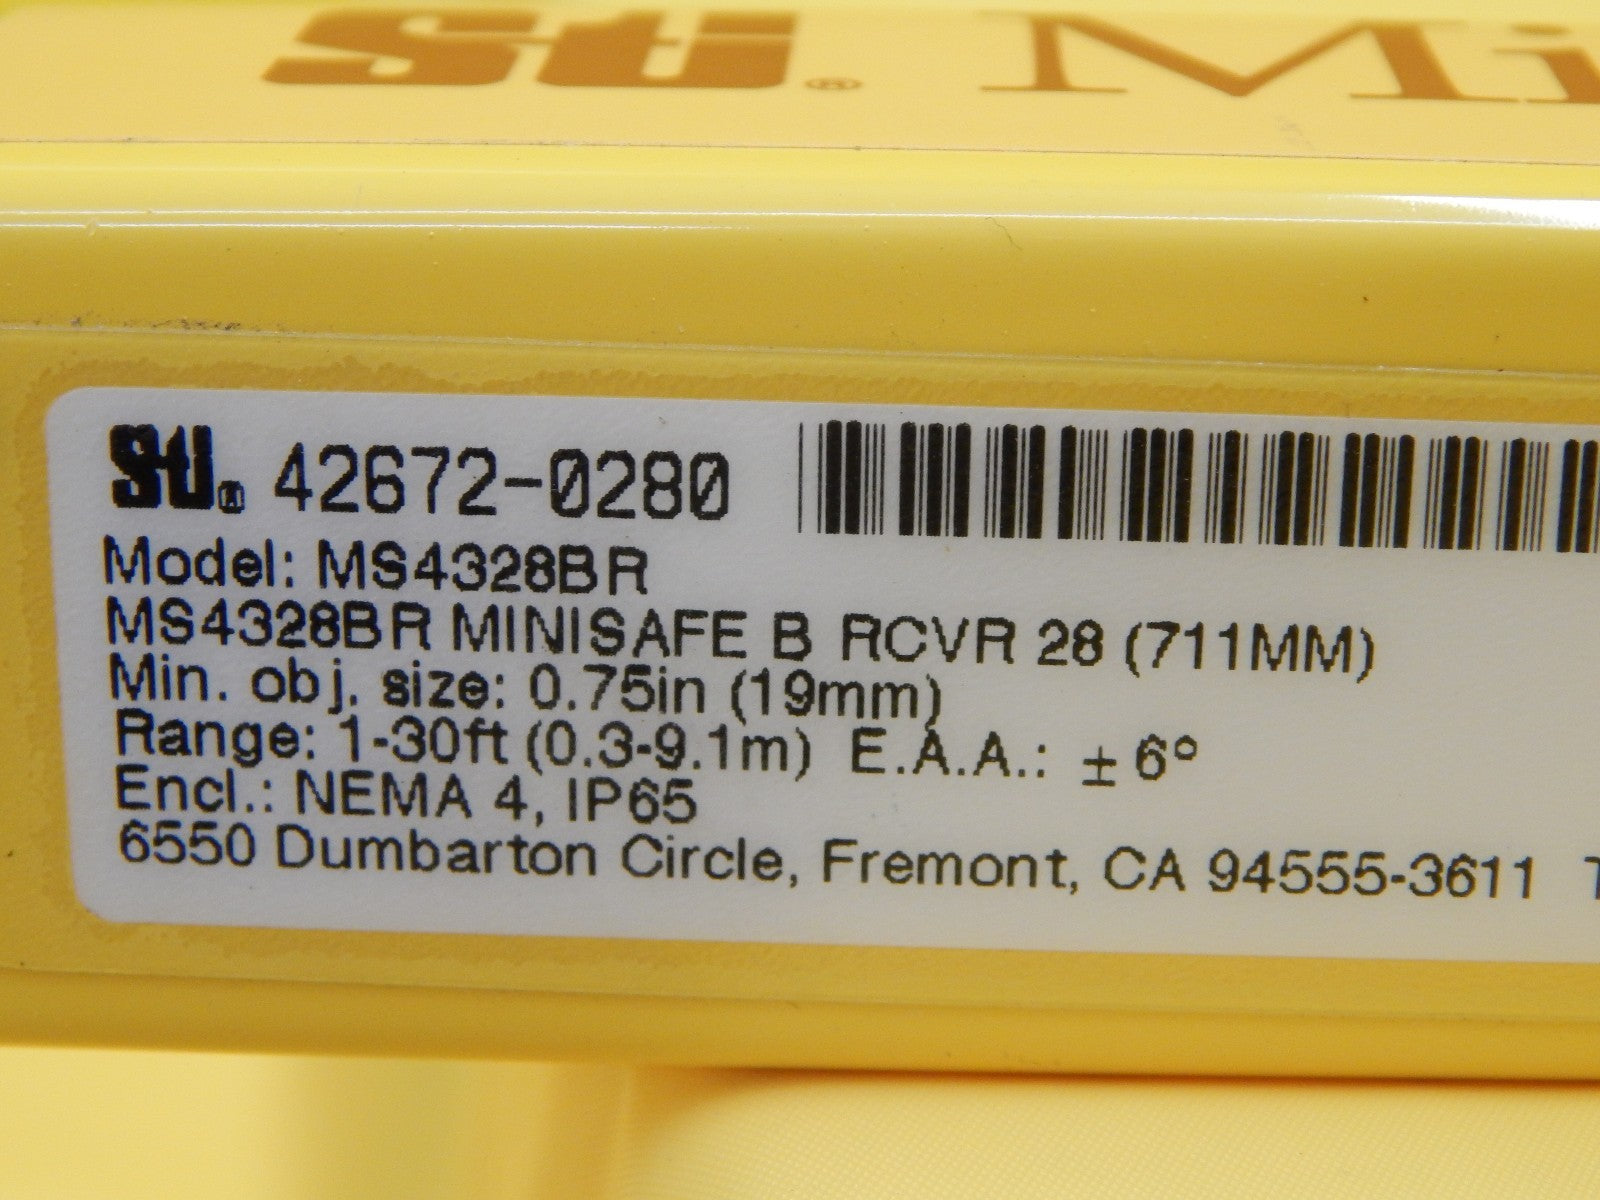 STI® Mi
STI® 42672-0280
Model: MS4328BR
MS4328BR MINISAFE B RCVR 28 (711MM)
Min. obj. size: 0.75in (19mm)
Range: 1-30ft (0.3-9.1m) E.A.A.: ± 6°
Encl.: NEMA 4, IP65
6550 Dumbarton Circle, Fremont, CA 94555-3611 T